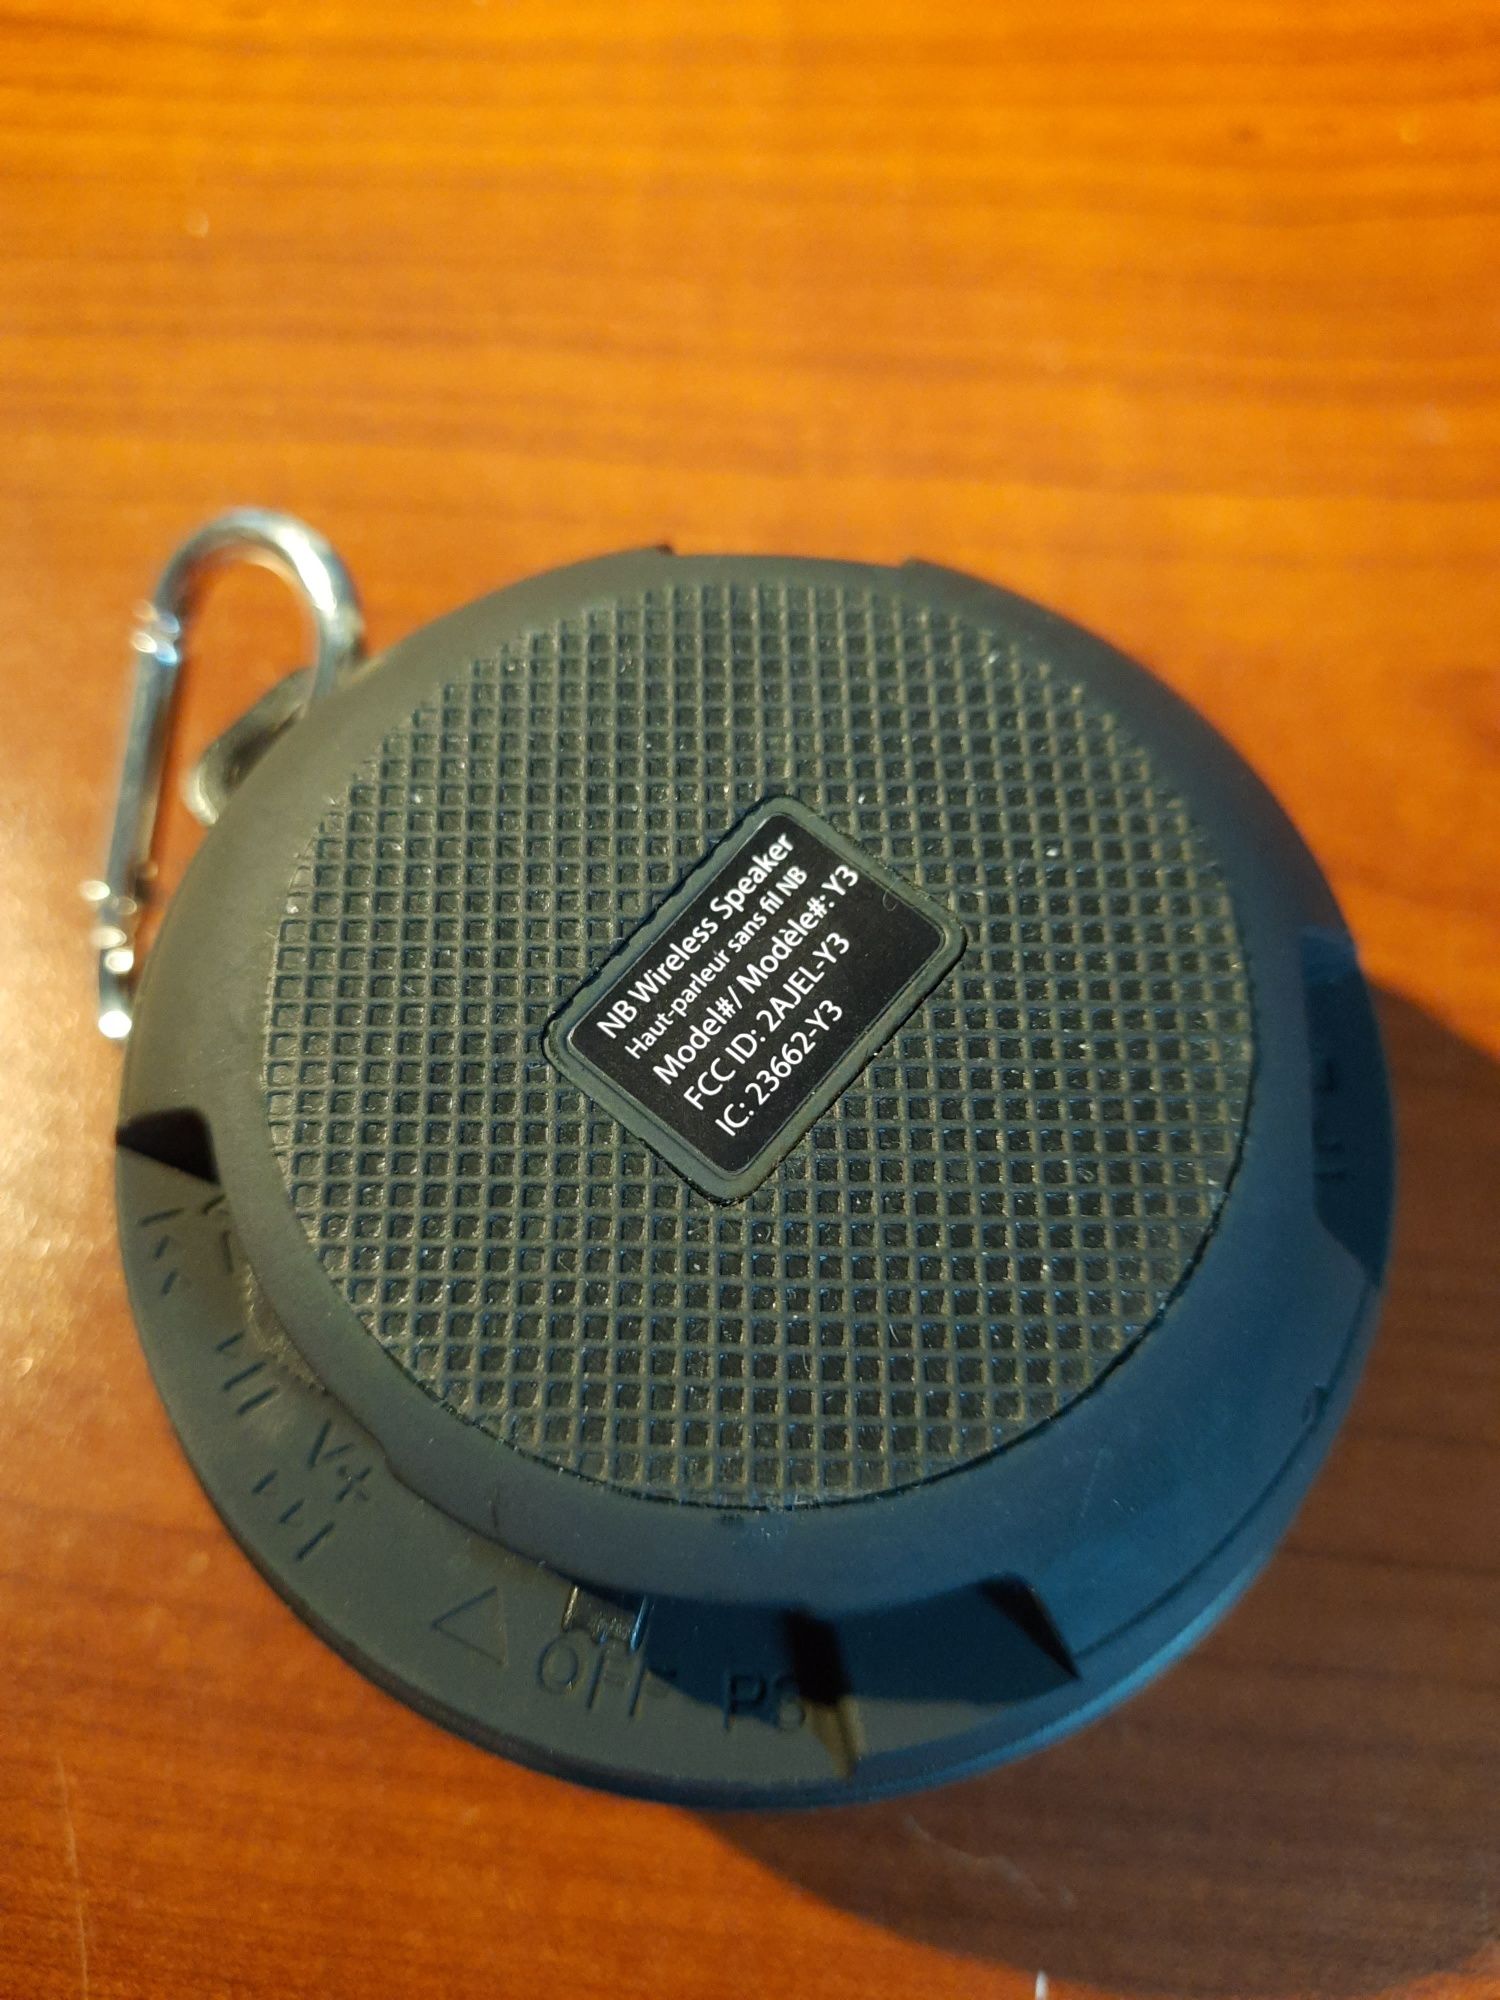 NB Wireless Speaker
Haut-parleur sans fil NB
Model#/ Modèle#: Y3
FCC ID: 2AJEL-Y3
IC: 23662-Y3
V-
V+
OFF PS